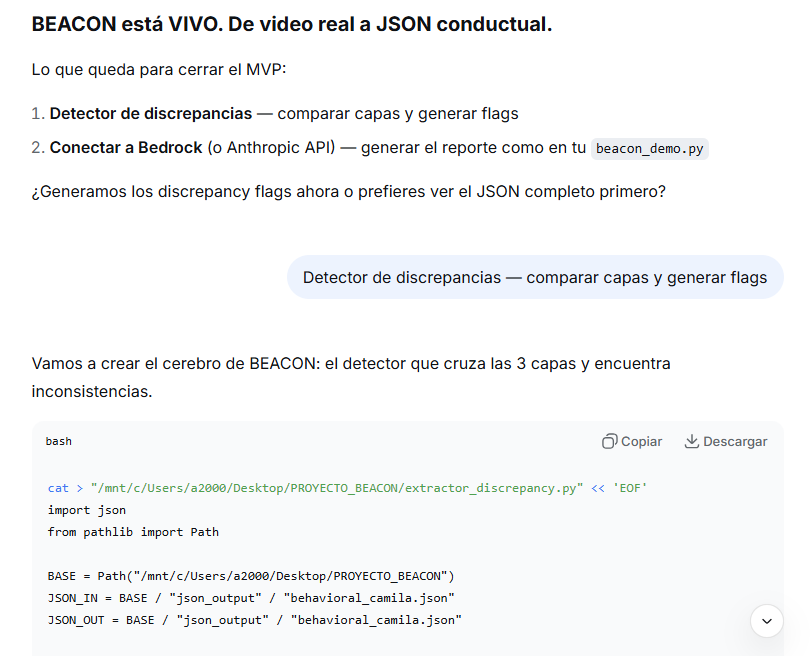 BEACON está VIVO. De video real a JSON conductual.
Lo que queda para cerrar el MVP:
1. Detector de discrepancias — comparar capas y generar flags
2. Conectar a Bedrock (o Anthropic API) — generar el reporte como en tu beacon_demo.py
¿Generamos los discrepancy flags ahora o prefieres ver el JSON completo primero?
Detector de discrepancias — comparar capas y generar flags
Vamos a crear el cerebro de BEACON: el detector que cruza las 3 capas y encuentra
inconsistencias.
bash
Copiar
Descargar
cat > "/mnt/c/Users/a2000/Desktop/PROYECTO_BEACON/extractor_discrepancy.py" << 'EOF'
import json
from pathlib import Path
BASE = Path("/mnt/c/Users/a2000/Desktop/PROYECTO_BEACON")
JSON_IN = BASE / "json_output" / "behavioral_camila.json"
JSON_OUT = BASE / "json_output" / "behavioral_camila.json"